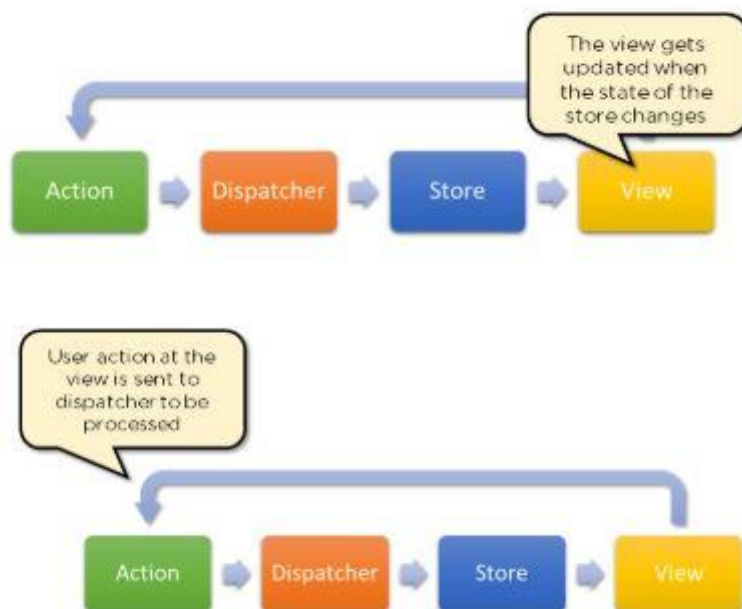 The view gets
updated when
the state of the
store changes
Action
Dispatcher
Store
View
User action at the
view is sent to
dispatcher to be
processed
Action
Dispatcher
Store
View